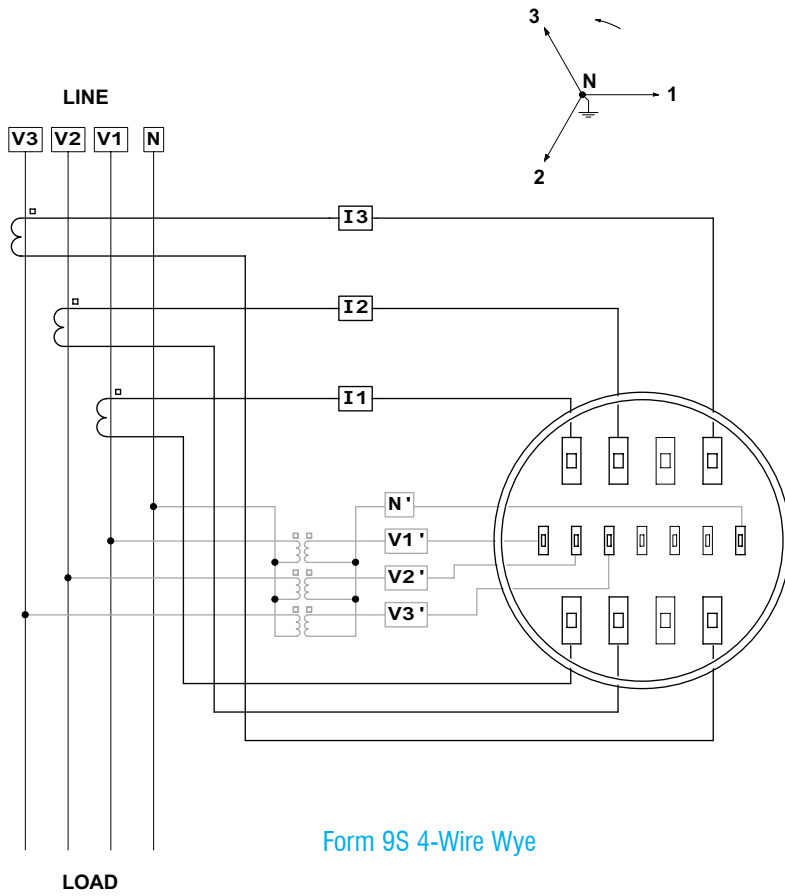 3
N
1
2
LINE
V3 V2 V1 N
I3
I2
I1
N'
V1'
V2'
V3'
Form 9S 4-Wire Wye
LOAD